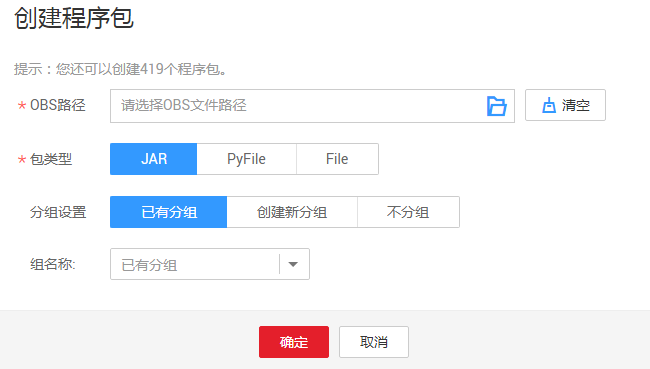 创建程序包
提示：您还可以创建419个程序包。
* OBS路径 请选择OBS文件路径 清空
* 包类型 JAR PyFile File
分组设置 已有分组 创建新分组 不分组
组名称: 已有分组
确定 取消